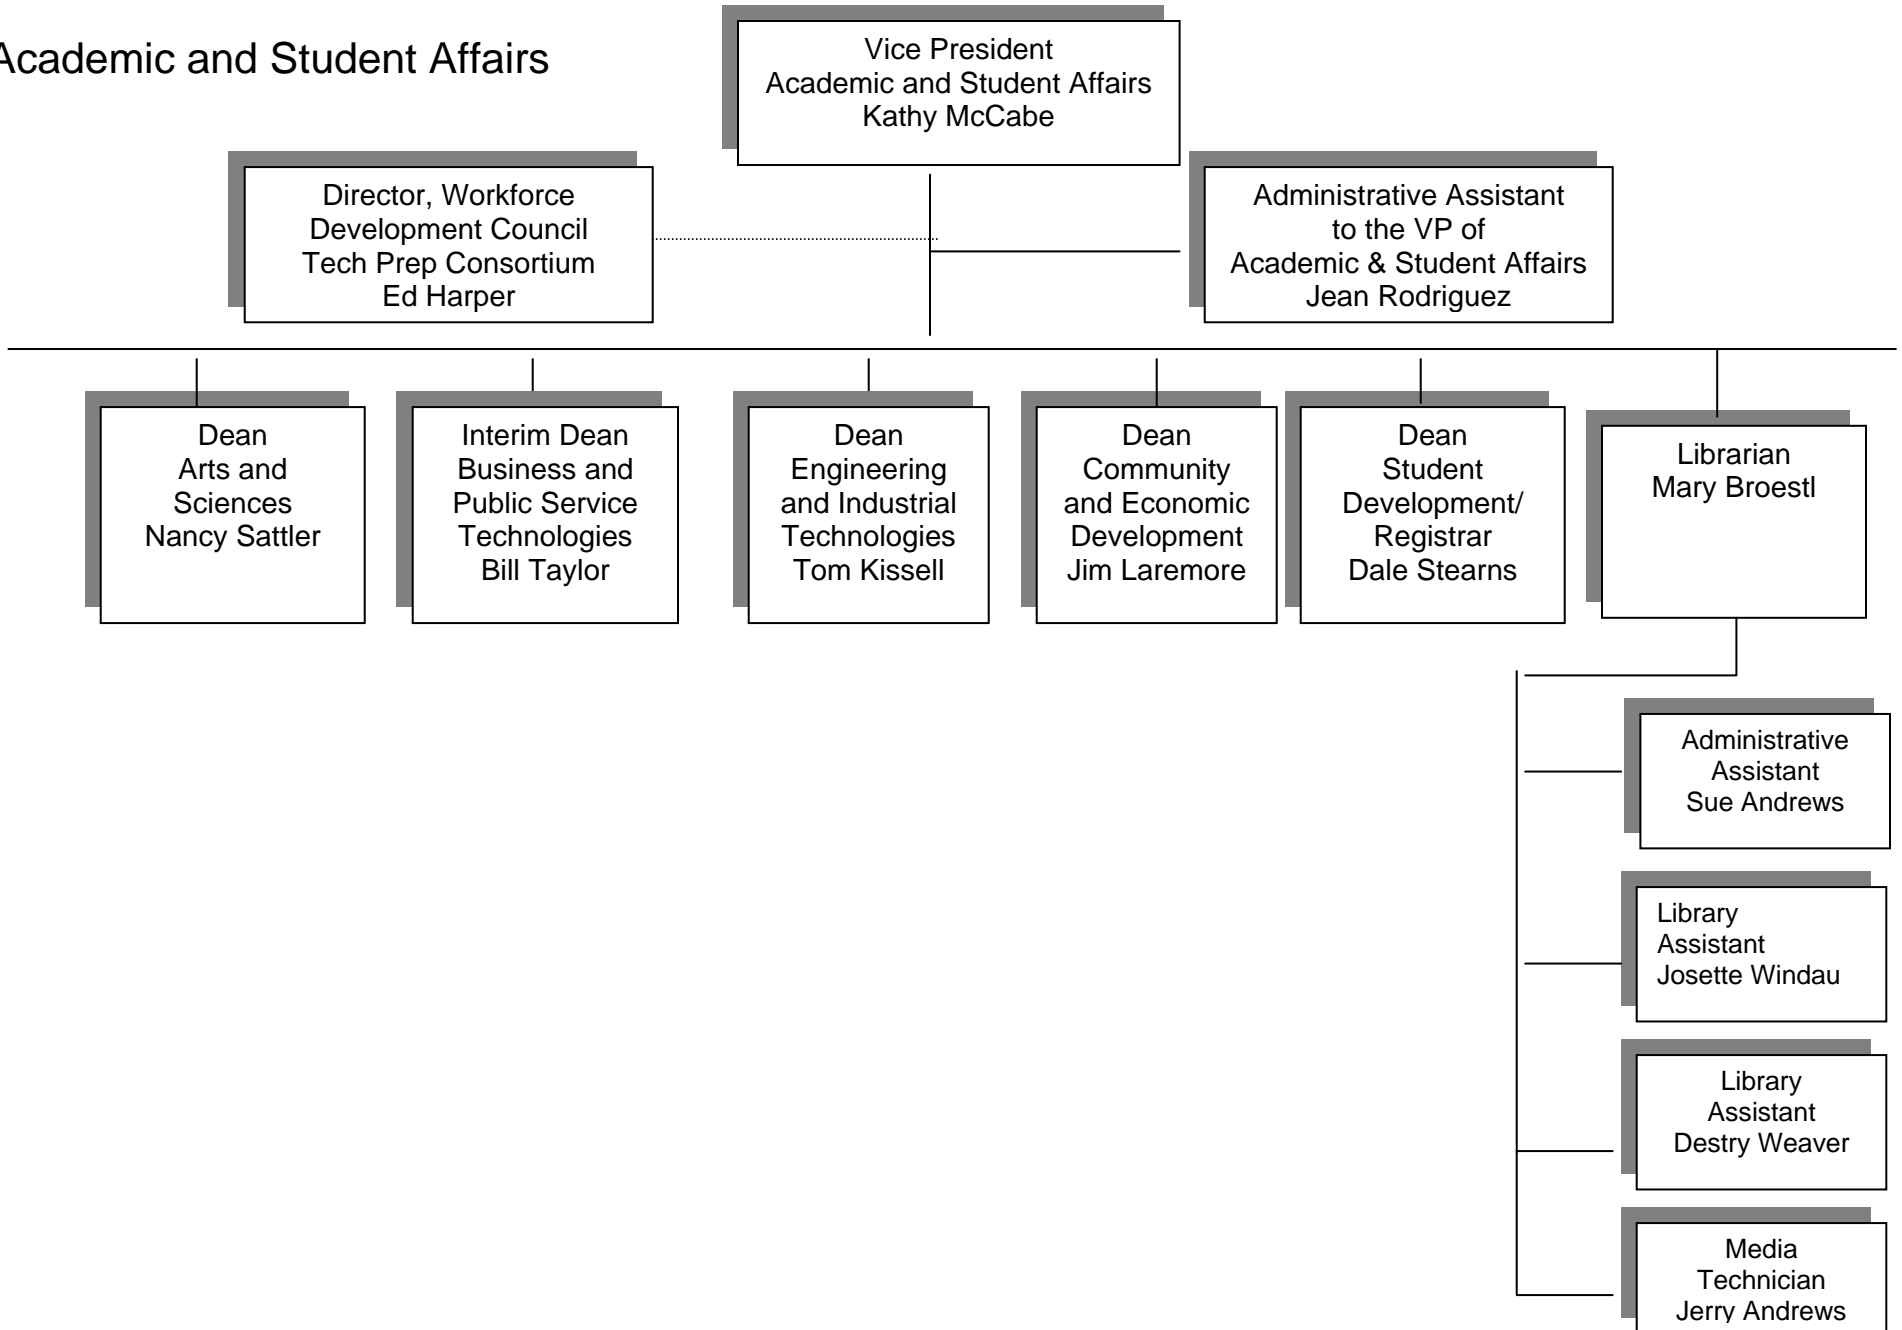 Academic and Student Affairs
Vice President
Academic and Student Affairs
Kathy McCabe
Director, Workforce
Development Council
Tech Prep Consortium
Ed Harper
Administrative Assistant
to the VP of
Academic & Student Affairs
Jean Rodriguez
Dean
Arts and
Sciences
Nancy Sattler
Interim Dean
Business and
Public Service
Technologies
Bill Taylor
Dean
Engineering
and Industrial
Technologies
Tom Kissell
Dean
Community
and Economic
Development
Jim Laremore
Dean
Student
Development/
Registrar
Dale Stearns
Librarian
Mary Broestl
Administrative
Assistant
Sue Andrews
Library
Assistant
Josette Windau
Library
Assistant
Destry Weaver
Media
Technician
Jerry Andrews